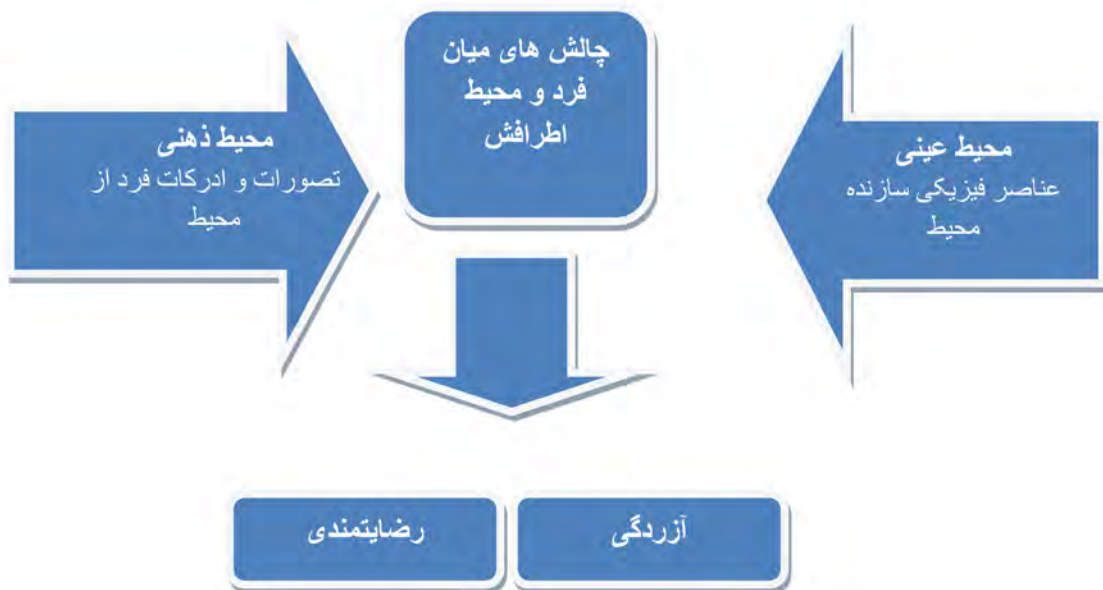 چالش های میان
فرد و محیط
اطرافش
محیط عینی
عناصر فیزیکی سازنده
محیط
محیط ذهنی
تصورات و ادرکات فرد از
محیط
آزردگی
رضایتمندی